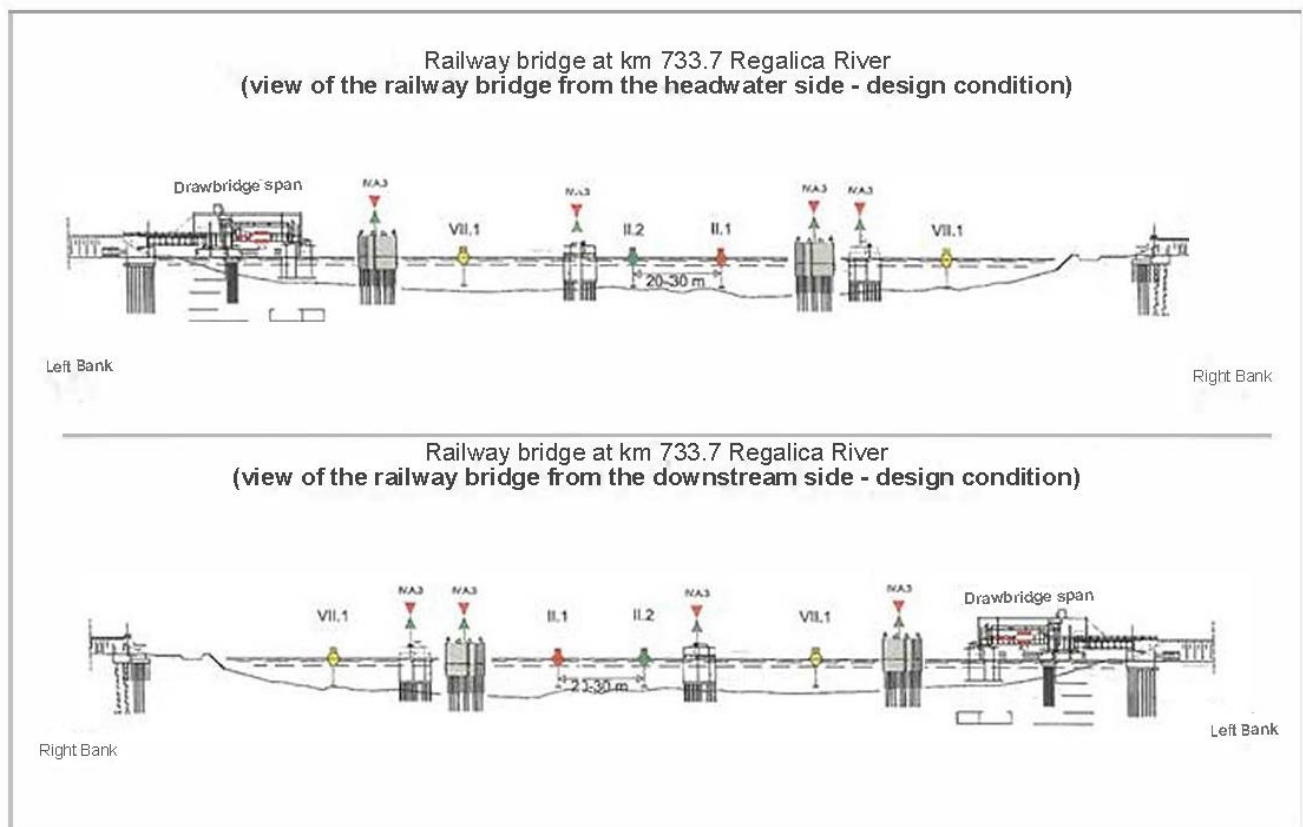 Railway bridge at km 733.7 Regalica River
(view of the railway bridge from the headwater side - design condition)
Drawbridge span
IV.A.3
IV.A.3
IV.A.3
IV.A.3
VII.1
II.2
II.1
VII.1
20-30 m
Left Bank
Right Bank
Railway bridge at km 733.7 Regalica River
(view of the railway bridge from the downstream side - design condition)
IV.A.3
IV.A.3
IV.A.3
IV.A.3
Drawbridge span
VII.1
II.1
II.2
VII.1
20-30 m
Left Bank
Right Bank